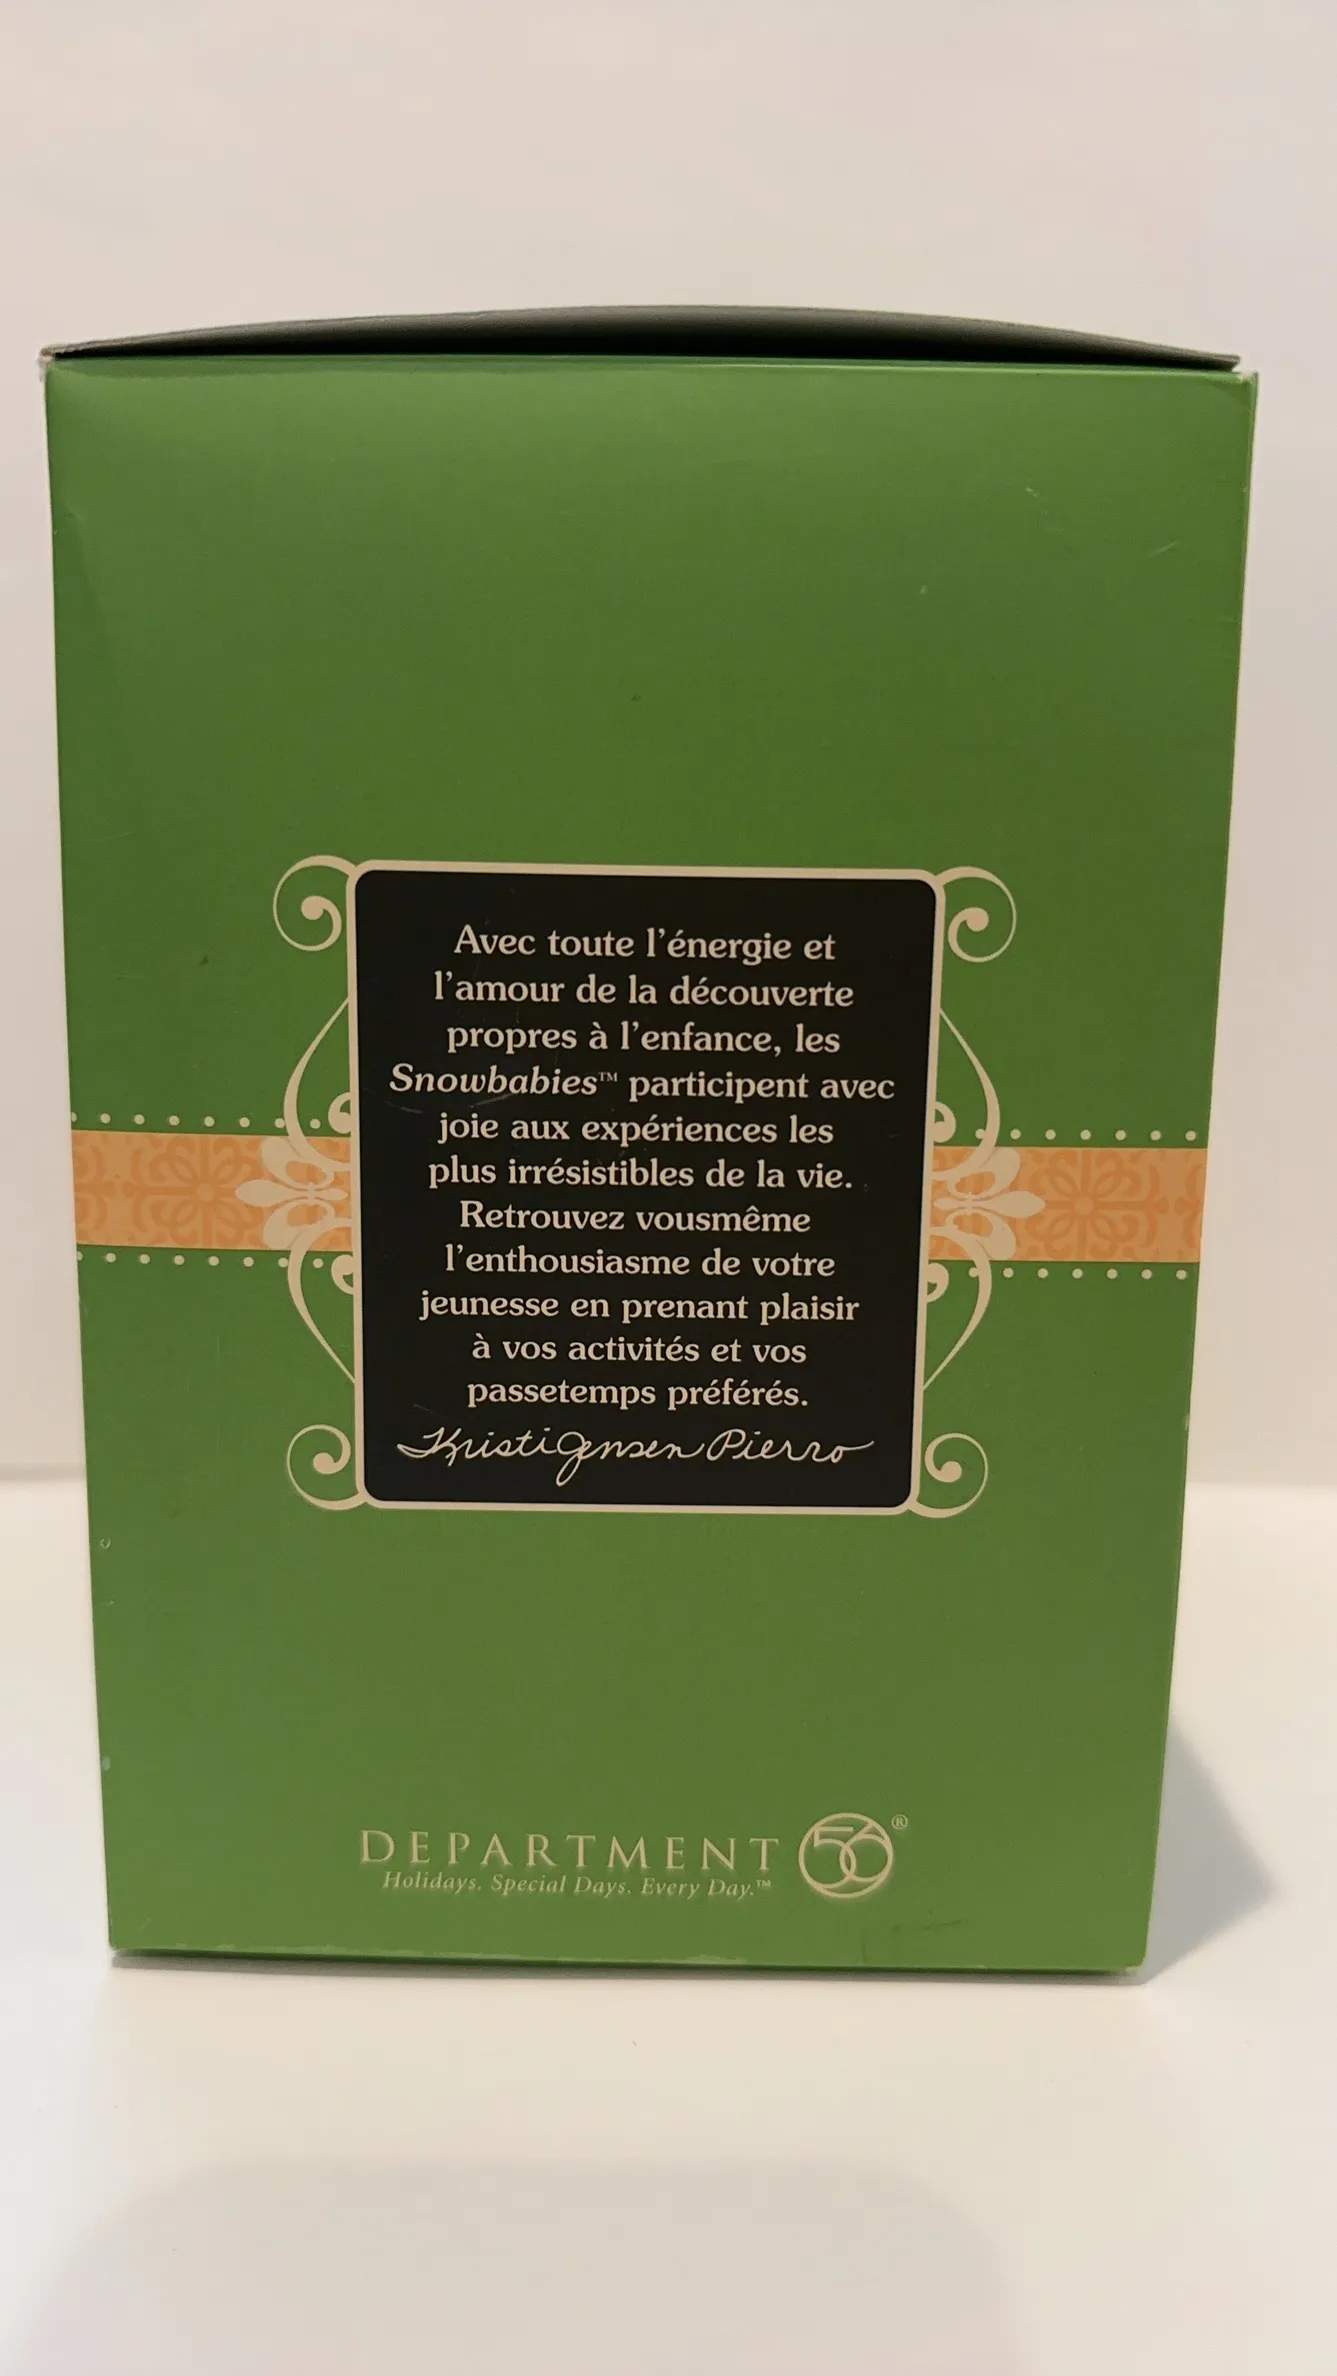 Avec toute l'énergie et
l'amour de la découverte
propres à l'enfance, les
Snowbabies™ participent avec
joie aux expériences les
plus irrésistibles de la vie.
Retrouvez vousmême
l'enthousiasme de votre
jeunesse en prenant plaisir
à vos activités et vos
passetemps préférés.
Kristi Jensen Pierro
DEPARTMENT 56®
Holidays. Special Days. Every Day.™